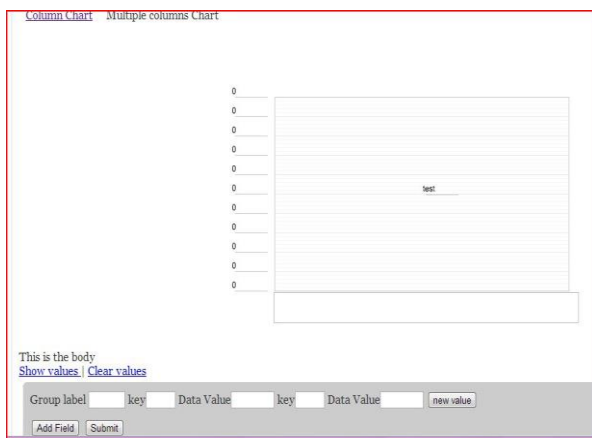 Column Chart Multiple columns Chart
0
0
0
0
0
0
test
0
0
0
0
0
This is the body
Show values | Clear values
Group label key Data Value key Data Value new value
Add Field Submit